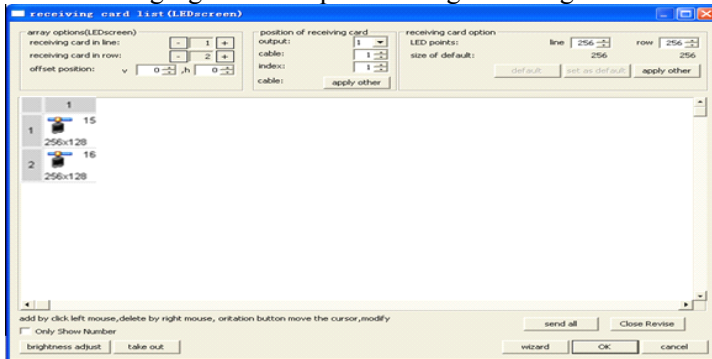 receiving card list(LEDscreen)
array options(LEDscreen)
receiving card in line: - 1 +
receiving card in row: - 2 +
offset position: v 0 ,h 0
position of receiving card
output: 1
cable: 1
index: 1
cable: apply other
receiving card option
LED points: line 256 row 256
size of default: 256 256
default set as default apply other
1
1 15
256x128
2 16
256x128
add by click left mouse,delete by right mouse, oritation button move the cursor,modify
Only Show Number
send all Close Revise
brightness adjust take out wizard OK cancel